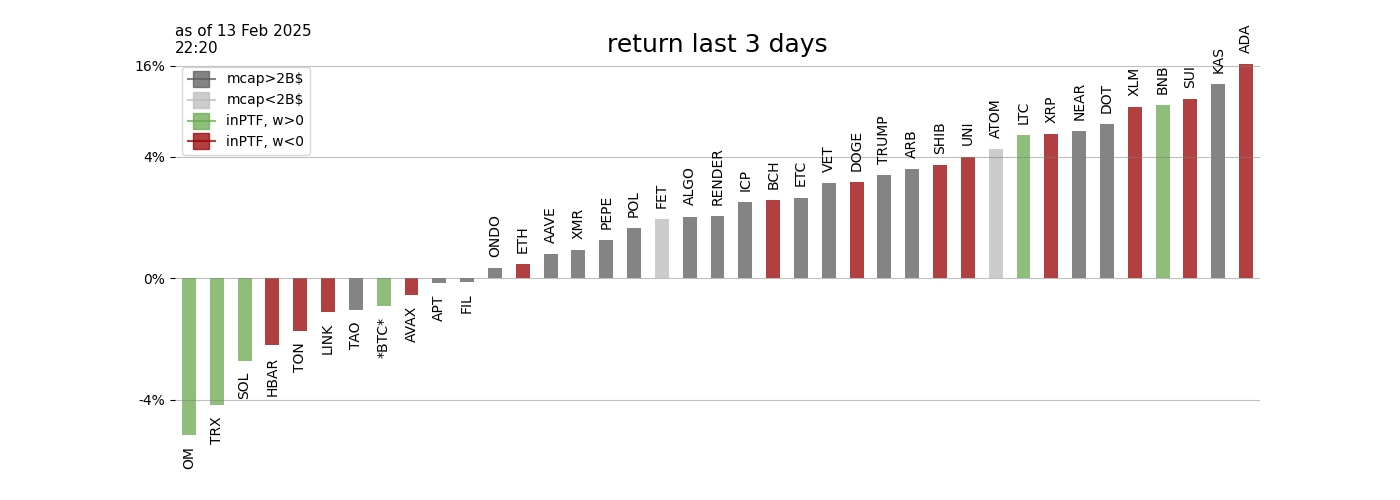 as of 13 Feb 2025
22:20
return last 3 days
16%
4%
0%
-4%
mcap>2B$
mcap<2B$
inPTF, w>0
inPTF, w<0
OM
TRX
SOL
HBAR
TON
LINK
TAO
*BTC*
AVAX
APT
FIL
ONDO
ETH
AAVE
XMR
PEPE
POL
FET
ALGO
RENDER
ICP
BCH
ETC
VET
DOGE
TRUMP
ARB
SHIB
UNI
ATOM
LTC
XRP
NEAR
DOT
XLM
BNB
SUI
KAS
ADA